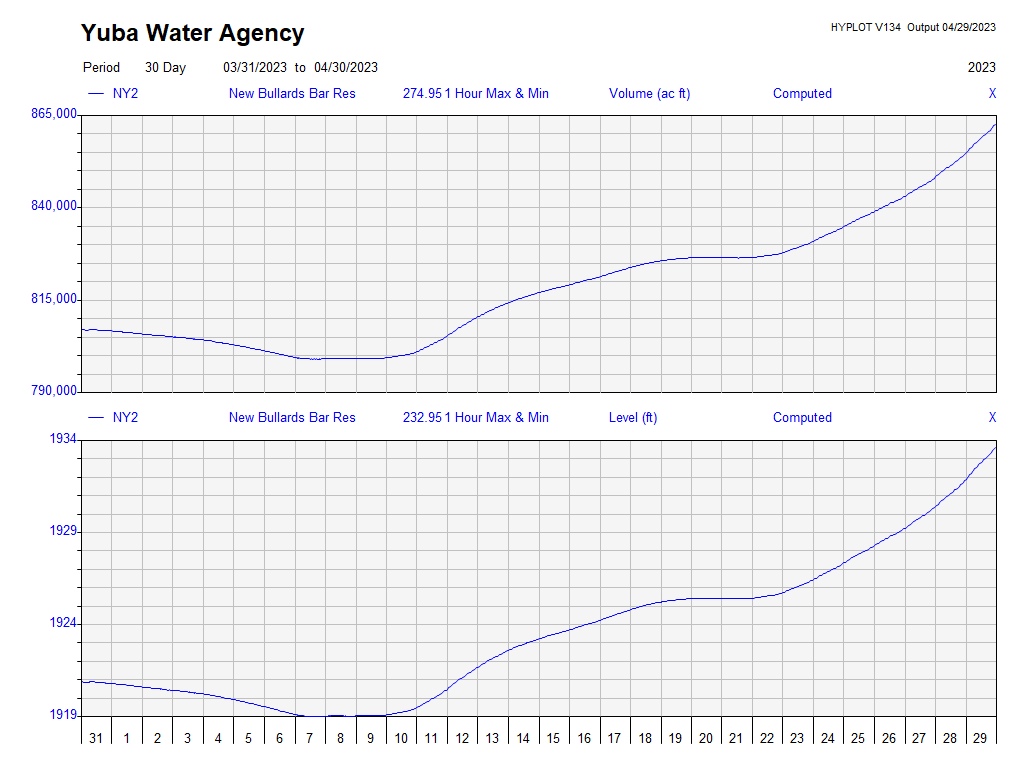 Yuba Water Agency
HYPLOT V134 Output 04/29/2023
Period 30 Day 03/31/2023 to 04/30/2023 2023
NY2 New Bullards Bar Res 274.951 Hour Max & Min Volume (ac ft) Computed X
865,000
840,000
815,000
790,000
NY2 New Bullards Bar Res 232.951 Hour Max & Min Level (ft) Computed X
1934
1929
1924
1919
31 1 2 3 4 5 6 7 8 9 10 11 12 13 14 15 16 17 18 19 20 21 22 23 24 25 26 27 28 29